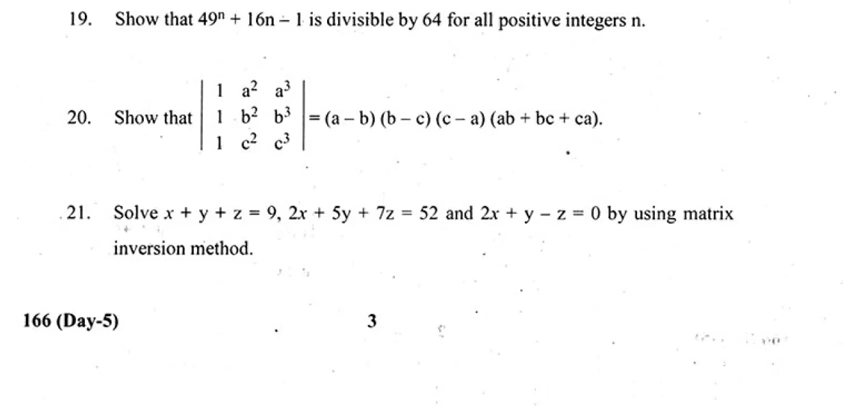 19. Show that 49ⁿ + 16n – 1 is divisible by 64 for all positive integers n.
20. Show that | 1 a² a³ |
| 1 b² b³ | = (a – b) (b – c) (c – a) (ab + bc + ca).
| 1 c² c³ |
21. Solve x + y + z = 9, 2x + 5y + 7z = 52 and 2x + y – z = 0 by using matrix
inversion method.
166 (Day-5) 3